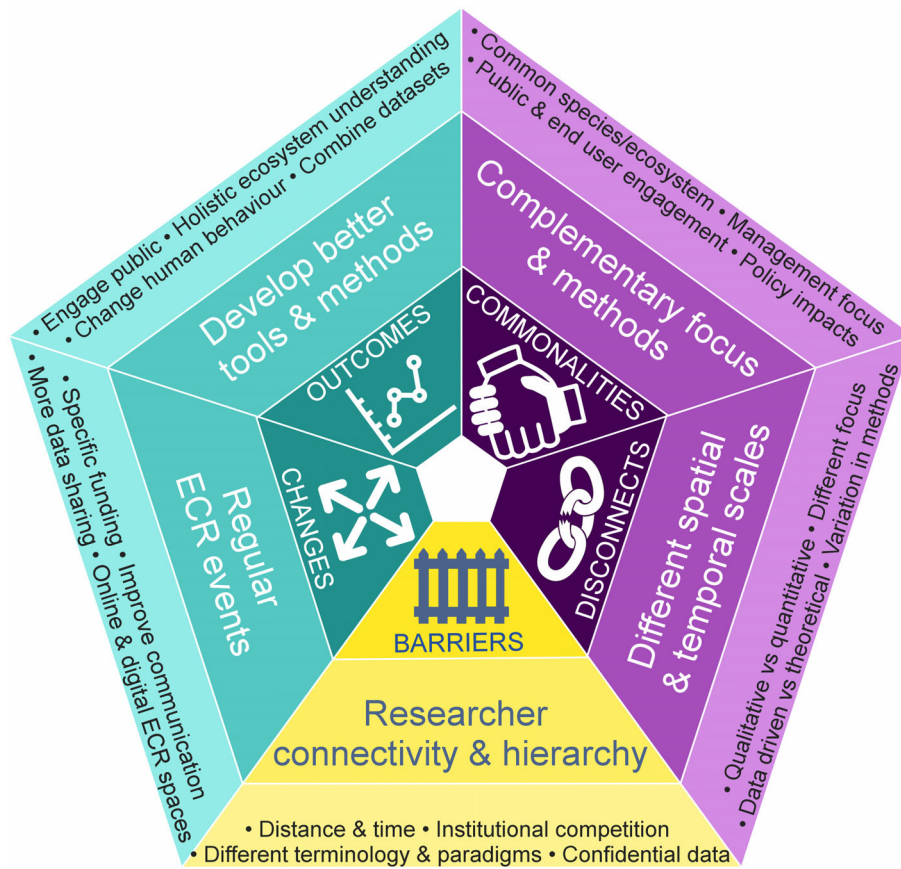 • Engage public • Holistic ecosystem understanding
• Change human behaviour • Combine datasets
Develop better
tools & methods
OUTCOMES
• Common species/ecosystem • Management focus
• Public & end user engagement • Policy impacts
Complementary focus
& methods
COMMONALITIES
• Qualitative vs quantitative • Different focus
• Data driven vs theoretical • Variation in methods
Different spatial
& temporal scales
DISCONNECTS
BARRIERS
Researcher
connectivity & hierarchy
• Distance & time • Institutional competition
• Different terminology & paradigms • Confidential data
CHANGES
Regular
ECR events
• Specific funding • Improve communication
• More data sharing • Online & digital ECR spaces